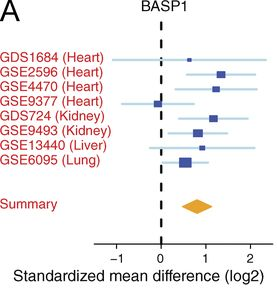 A
BASP1
GDS1684 (Heart)
GSE2596 (Heart)
GSE4470 (Heart)
GSE9377 (Heart)
GDS724 (Kidney)
GSE9493 (Kidney)
GSE13440 (Liver)
GSE6095 (Lung)
Summary
−1 0 1 2
Standardized mean difference (log2)